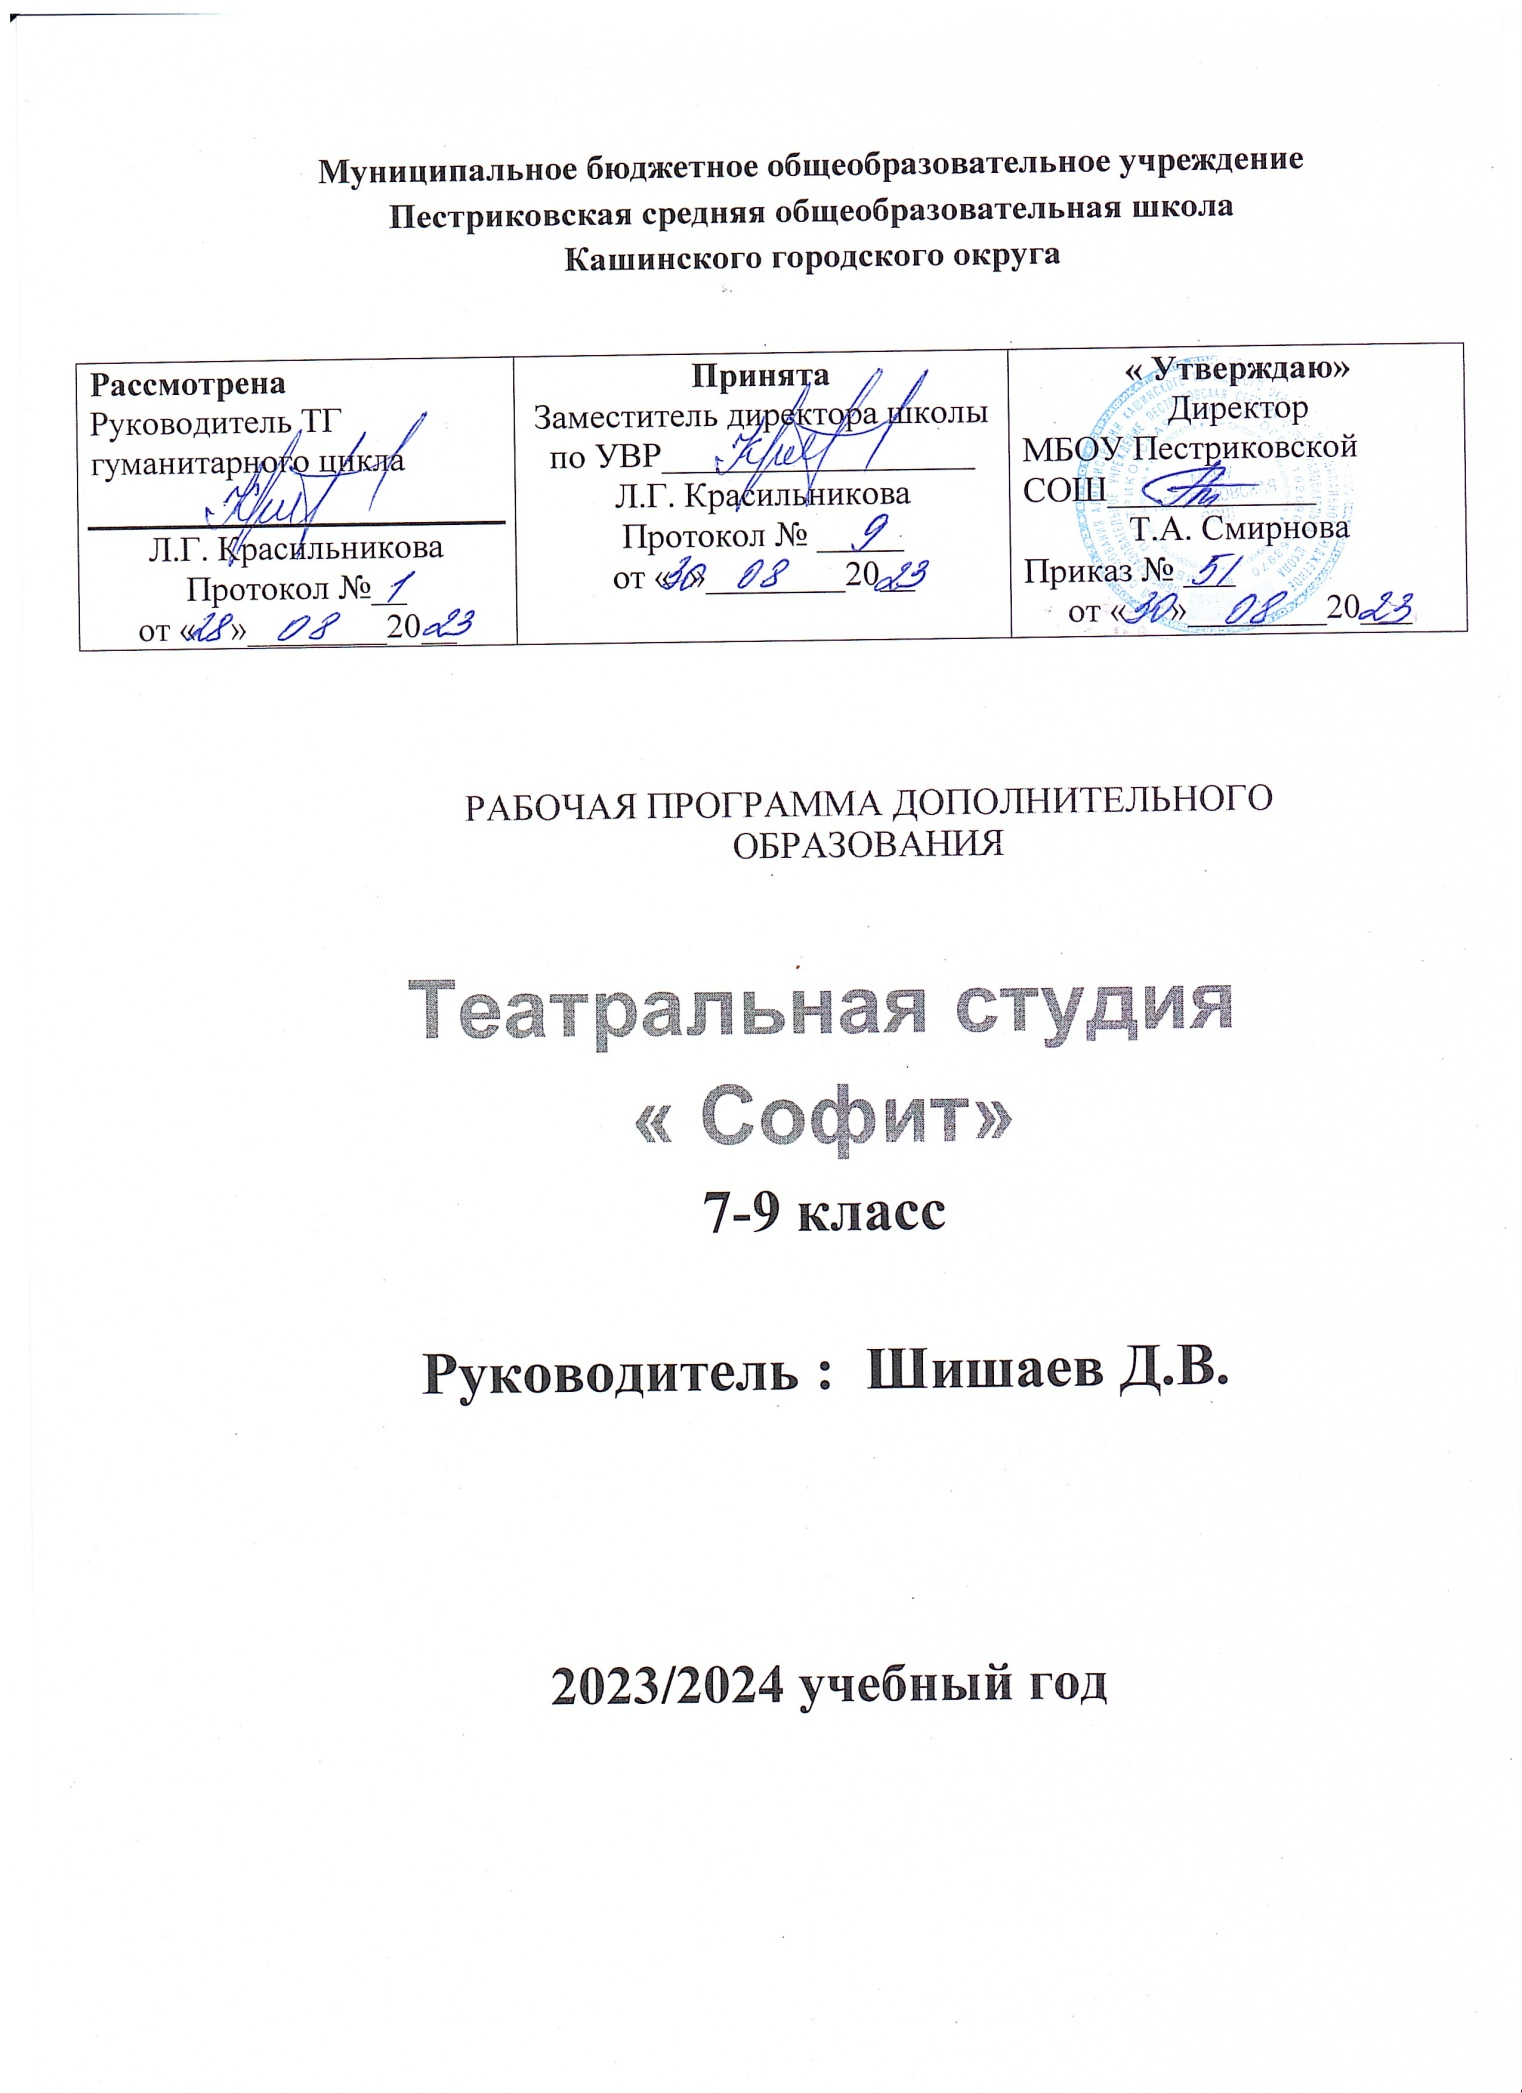 Муниципальное бюджетное общеобразовательное учреждение
Пестриковская средняя общеобразовательная школа
Кашинского городского округа
Рассмотрена
Руководитель ТГ
гуманитарного цикла
Л.Г. Красильникова
Протокол № 1
от «28» 08 2023
Принята
Заместитель директора школы
по УВР
Л.Г. Красильникова
Протокол № 9
от «30» 08 2023
« Утверждаю»
Директор
МБОУ Пестриковской
СОШ
Т.А. Смирнова
Приказ № 51
от «30» 08 2023
РАБОЧАЯ ПРОГРАММА ДОПОЛНИТЕЛЬНОГО
ОБРАЗОВАНИЯ
Театральная студия
« Софит»
7-9 класс
Руководитель : Шишаев Д.В.
2023/2024 учебный год